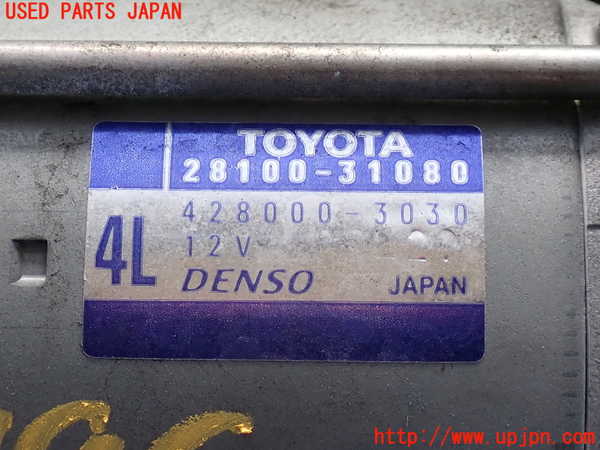 USED PARTS JAPAN
TOYOTA
28100-31080
428000-3030
4L
12V
DENSO JAPAN
http://www.upjpn.com/